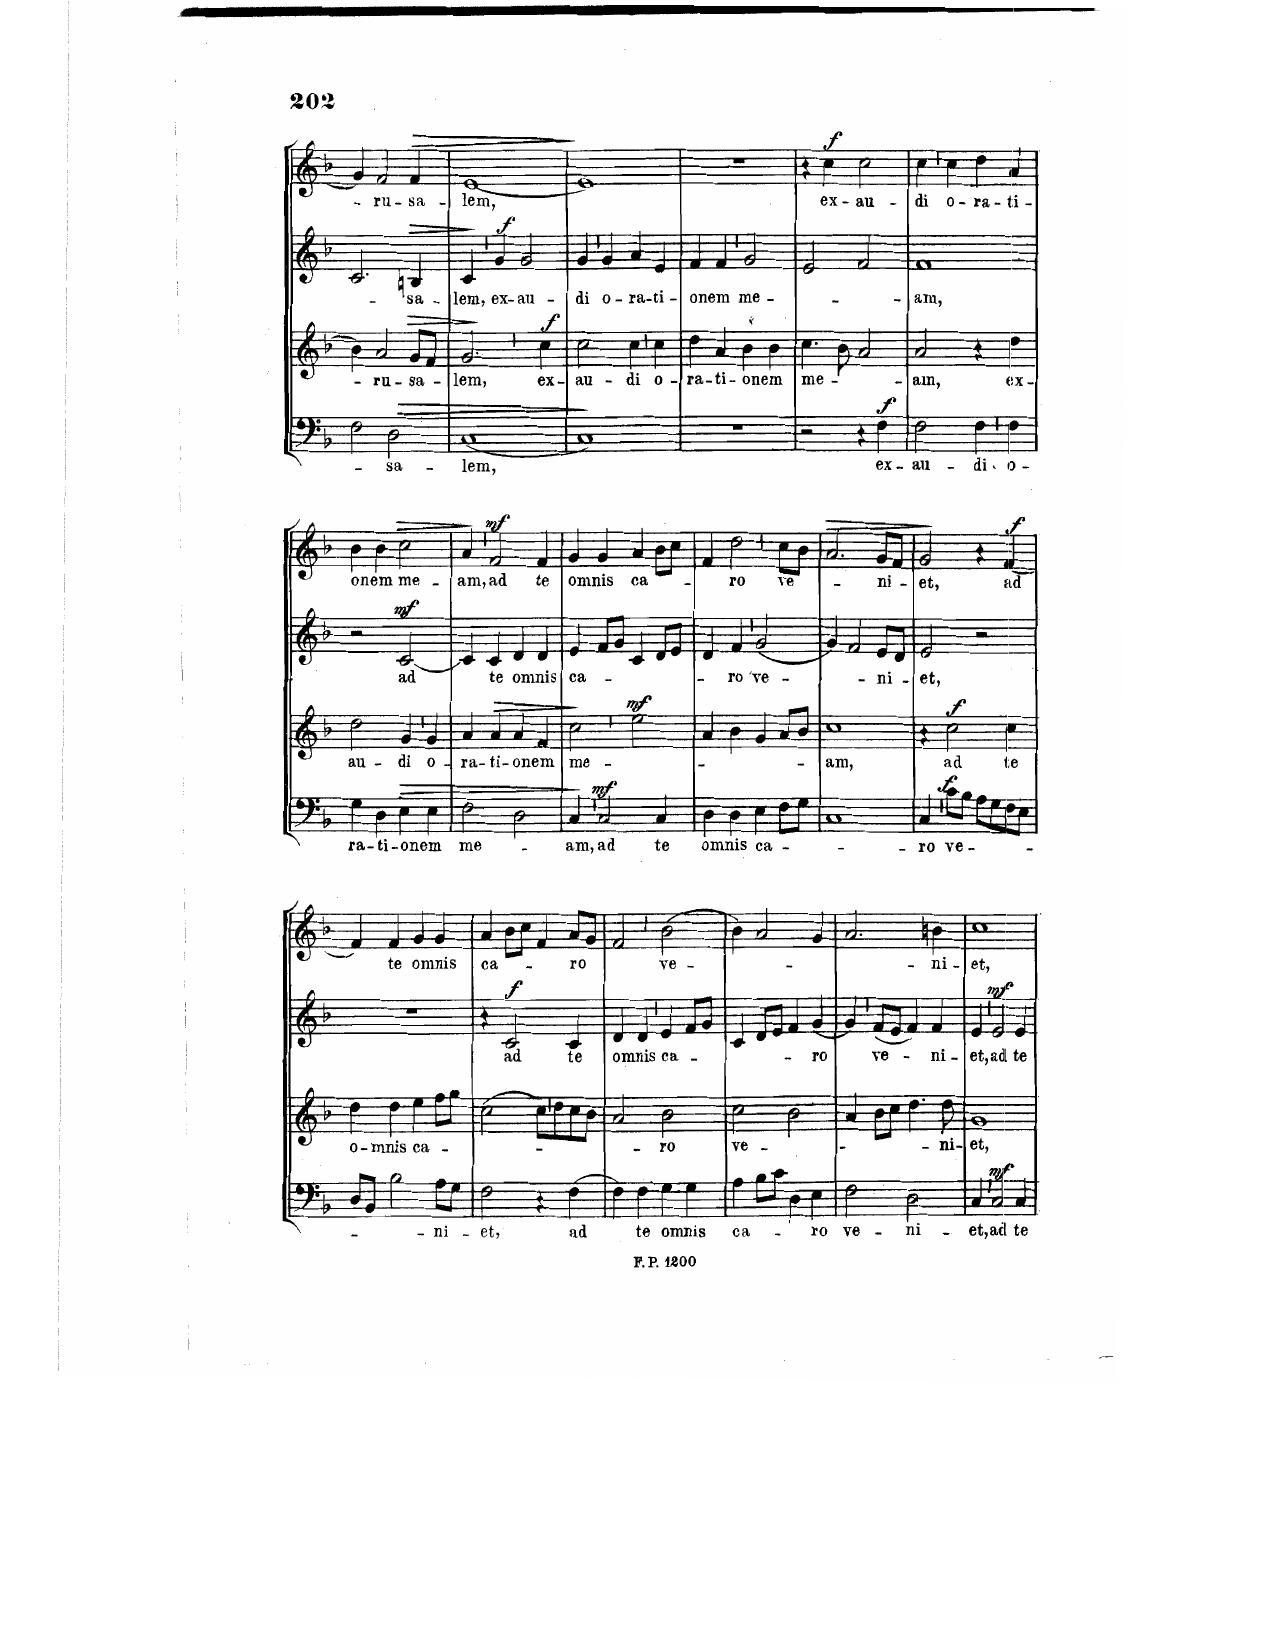 202
f
- ru - sa - lem, ex - au - di o - ra - ti -
f
- sa - lem, ex - au - di o - ra - ti - onem me - - - am,
f
- ru - sa - lem, ex - au - di o - ra - ti - onem me - - am, ex -
f
- sa - lem, ex - au - di o -
mf f
onem me - am, ad te omnis ca - - ro ve - - ni - et, ad
mf
ad te omnis ca - - - ro ve - - ni - et,
mf f
au - di o - ra - ti - onem me - - - am, ad te
mf f
ra - ti - onem me - - am, ad te omnis ca - - - ro ve - -
te omnis ca - - ro ve - - - ni - et,
f mf
ad te omnis ca - - - ro ve - ni - et, ad te
o - mnis ca - - - - ro ve - - - ni - et,
mf
- - ni - et, ad te omnis ca - - ro ve - ni - et, ad te
F. P. 1200